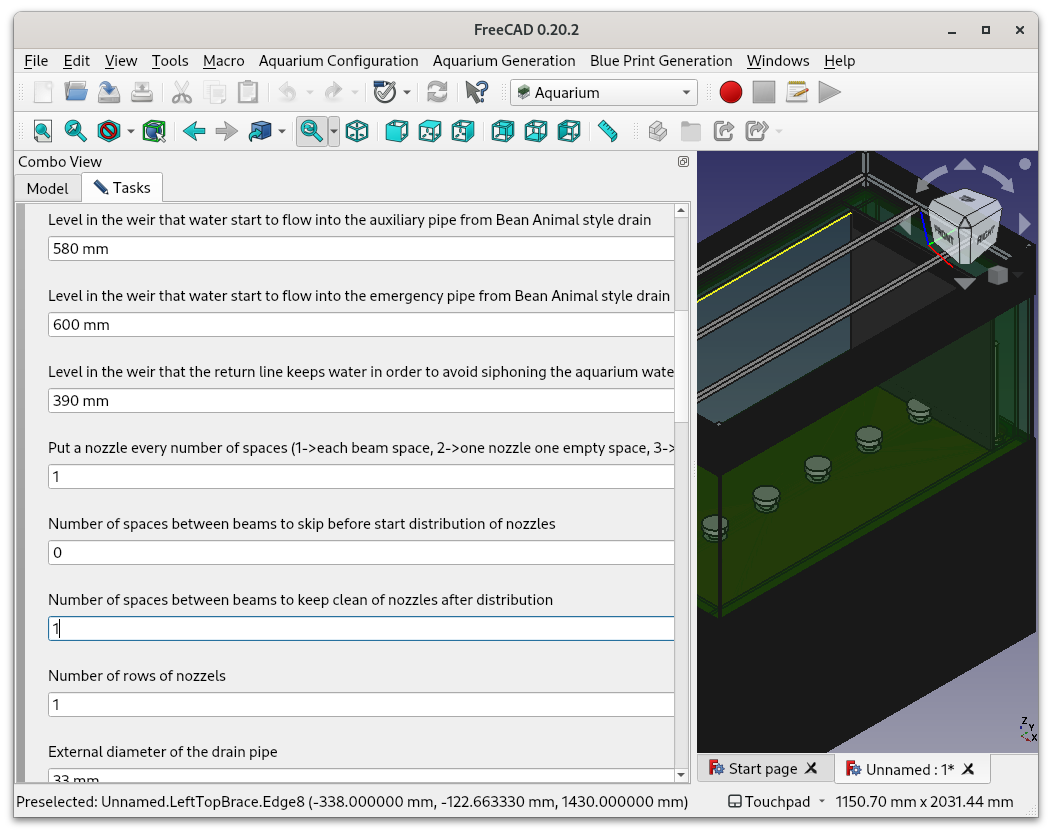 FreeCAD 0.20.2
File Edit View Tools Macro Aquarium Configuration Aquarium Generation Blue Print Generation Windows Help
Aquarium
Combo View
Model Tasks
Level in the weir that water start to flow into the auxiliary pipe from Bean Animal style drain
580 mm
Level in the weir that water start to flow into the emergency pipe from Bean Animal style drain
600 mm
Level in the weir that the return line keeps water in order to avoid siphoning the aquarium wate
390 mm
Put a nozzle every number of spaces (1->each beam space, 2->one nozzle one empty space, 3->
1
Number of spaces between beams to skip before start distribution of nozzles
0
Number of spaces between beams to keep clean of nozzles after distribution
1
Number of rows of nozzels
1
External diameter of the drain pipe
33 mm
FRONT RIGHT
Z
Y
X
Start page Unnamed : 1*
Preselected: Unnamed.LeftTopBrace.Edge8 (-338.000000 mm, -122.663330 mm, 1430.000000 mm) Touchpad 1150.70 mm x 2031.44 mm